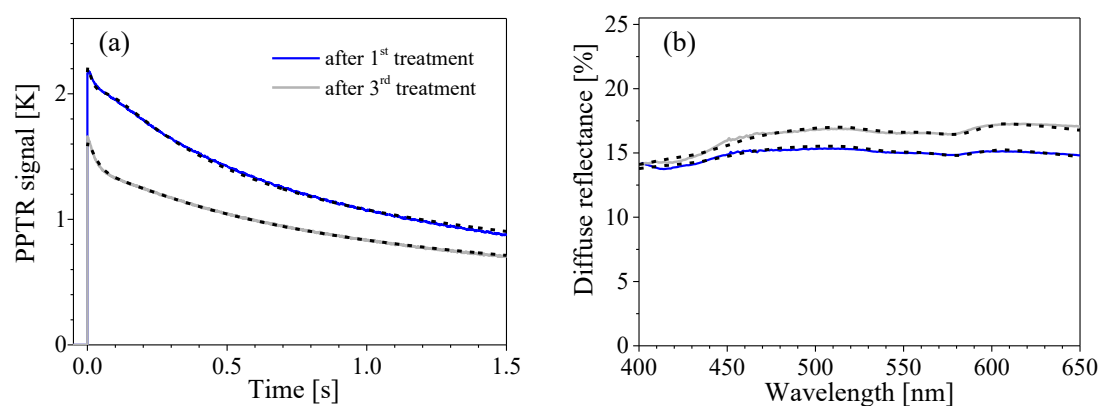 (a)
after 1st treatment
after 3rd treatment
PPTR signal [K]
2
1
0
0.0 0.5 1.0 1.5
Time [s]
(b)
Diffuse reflectance [%]
25
20
15
10
5
0
400 450 500 550 600 650
Wavelength [nm]